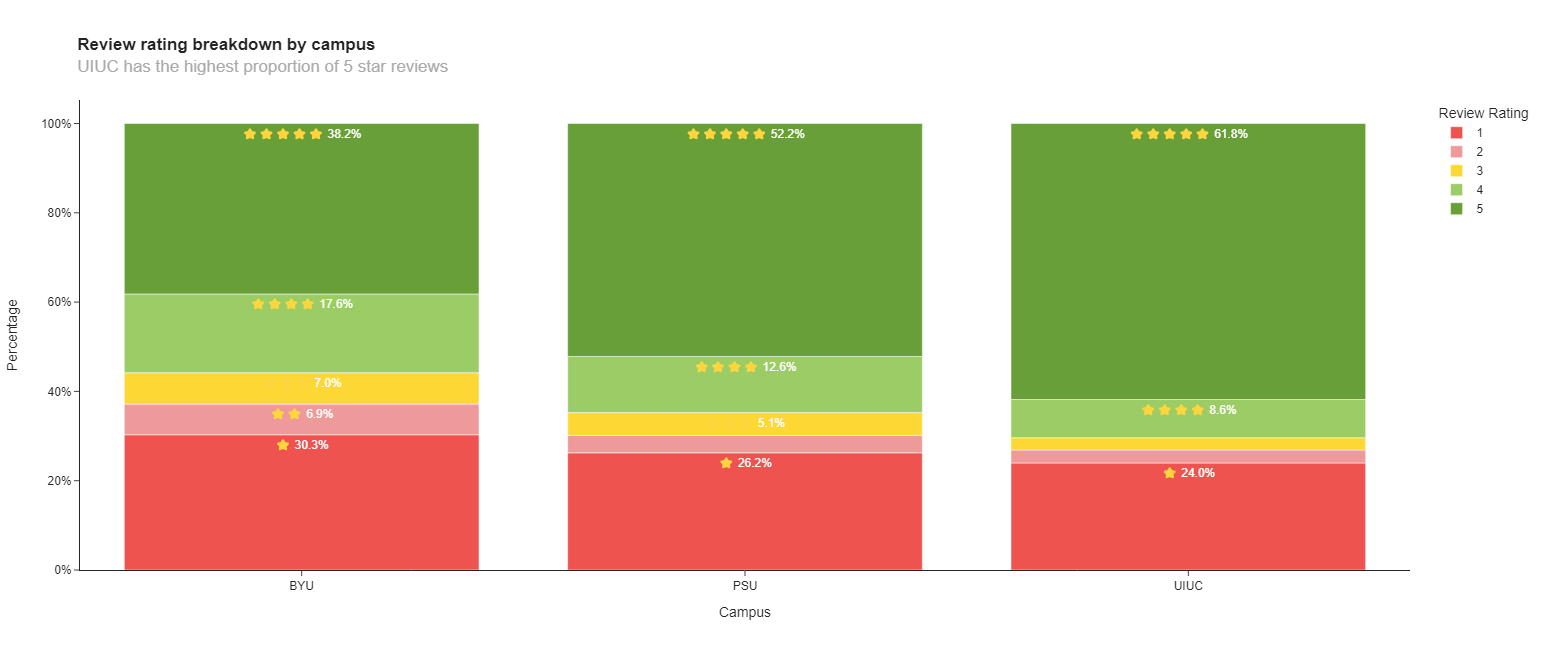 Review rating breakdown by campus
UIUC has the highest proportion of 5 star reviews
Review Rating
1
2
3
4
5
Percentage
100%
80%
60%
40%
20%
0%
38.2%
17.6%
7.0%
6.9%
30.3%
52.2%
12.6%
5.1%
26.2%
61.8%
8.6%
24.0%
BYU
PSU
UIUC
Campus